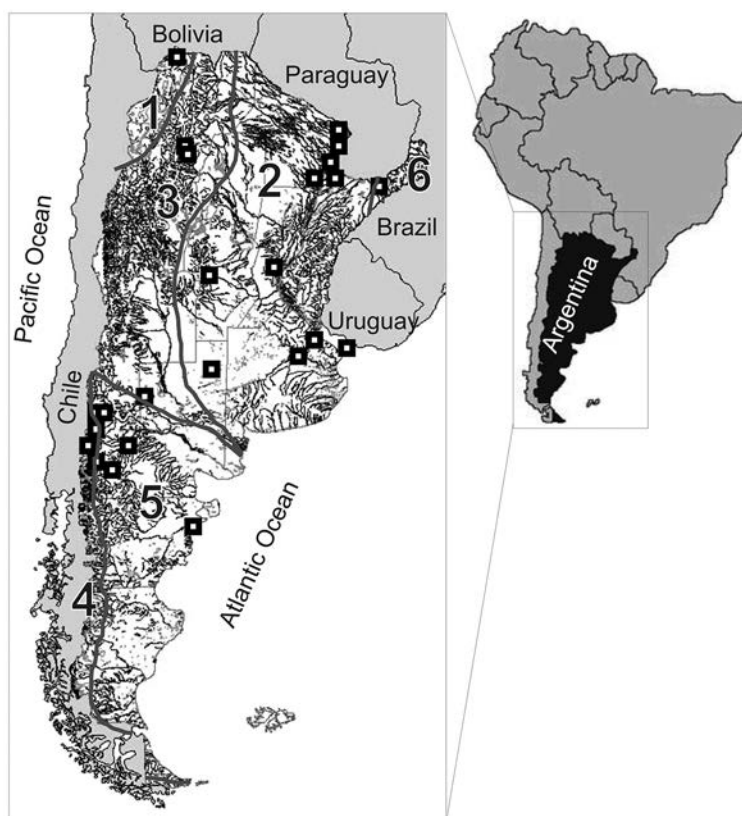 Bolivia
Paraguay
1
2
6
3
Brazil
Pacific Ocean
Uruguay
Chile
5
Atlantic Ocean
4
Argentina